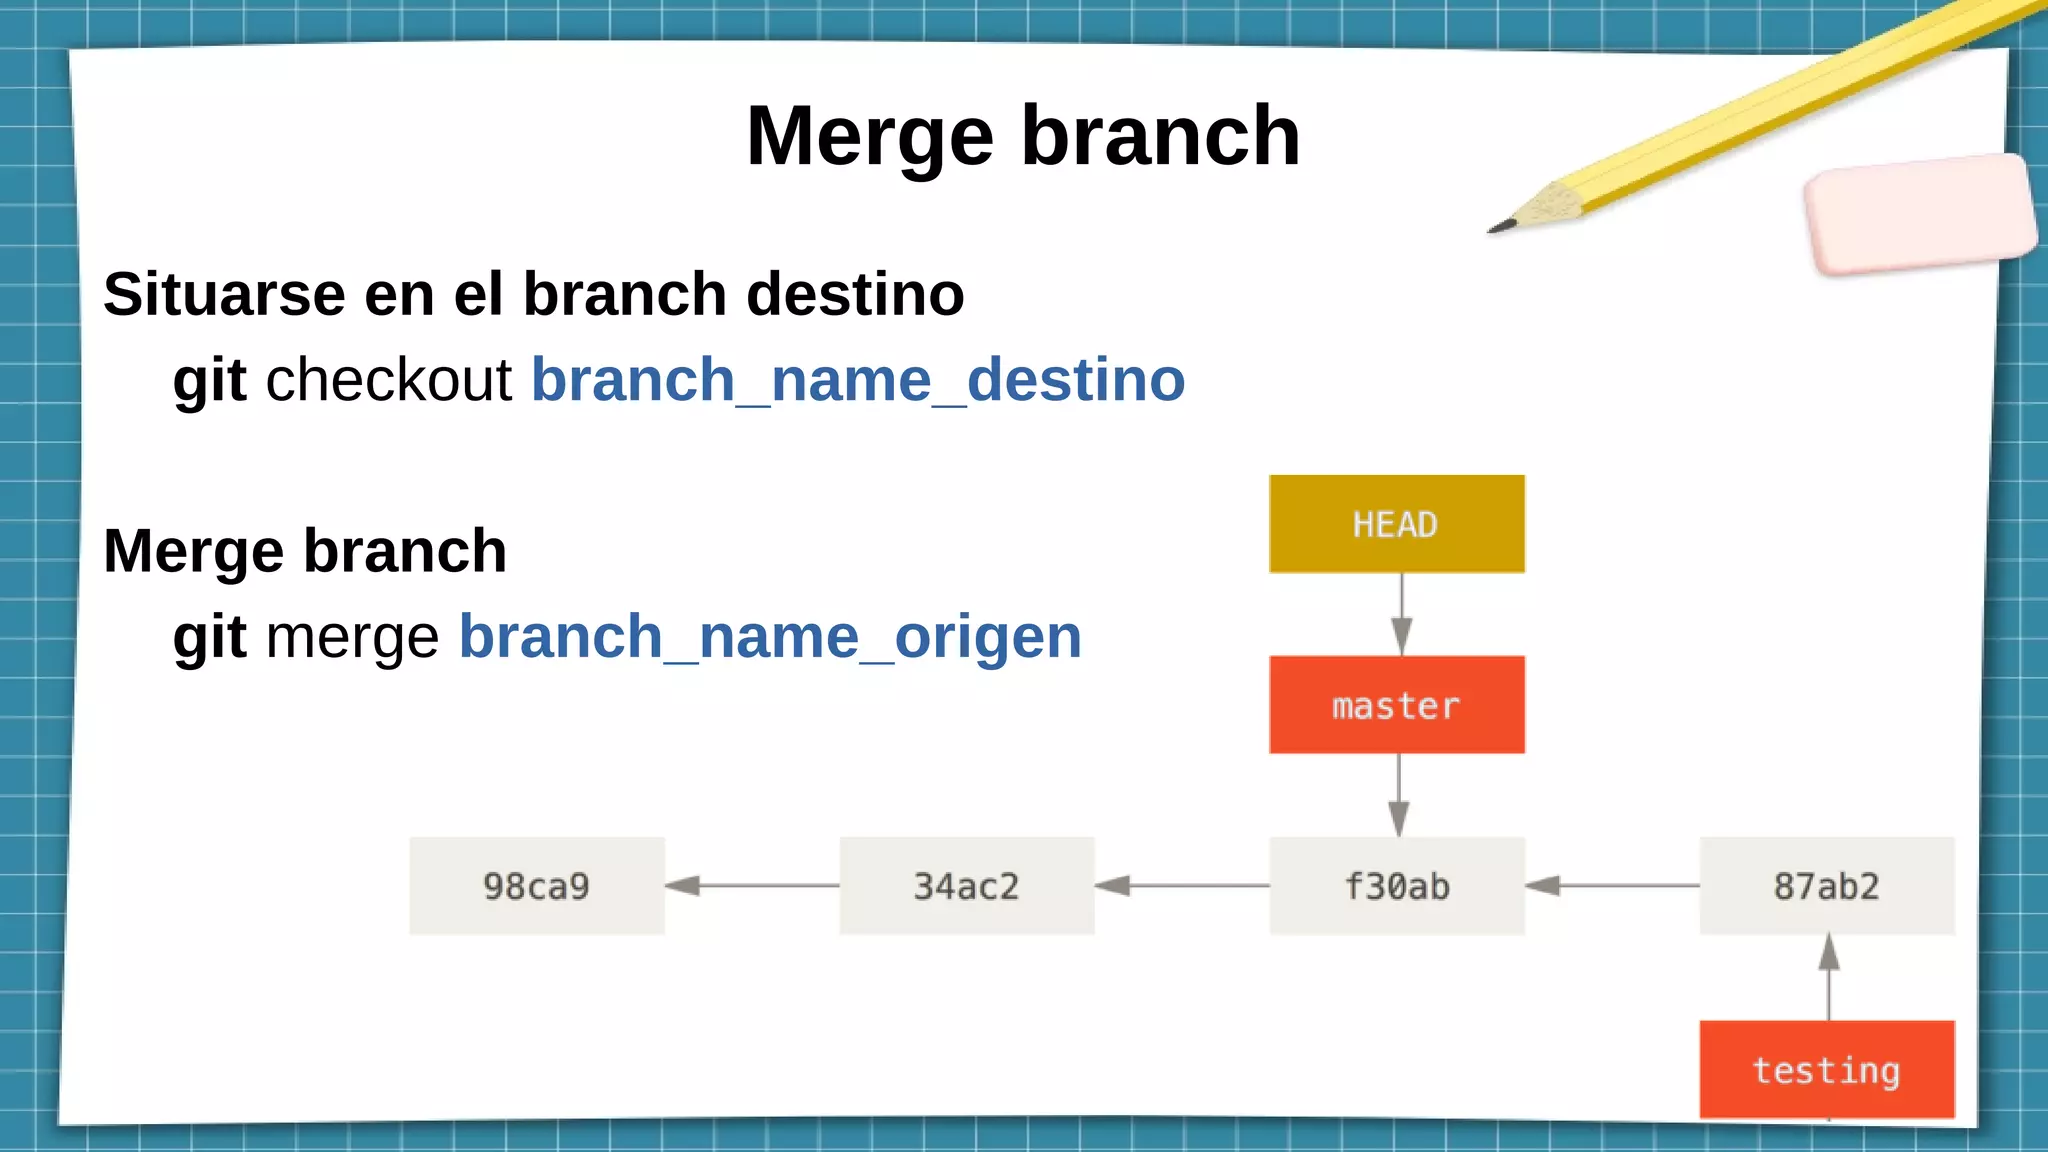 Merge branch
Situarse en el branch destino
git checkout branch_name_destino
Merge branch
git merge branch_name_origen
HEAD
master
98ca9
34ac2
f30ab
87ab2
testing